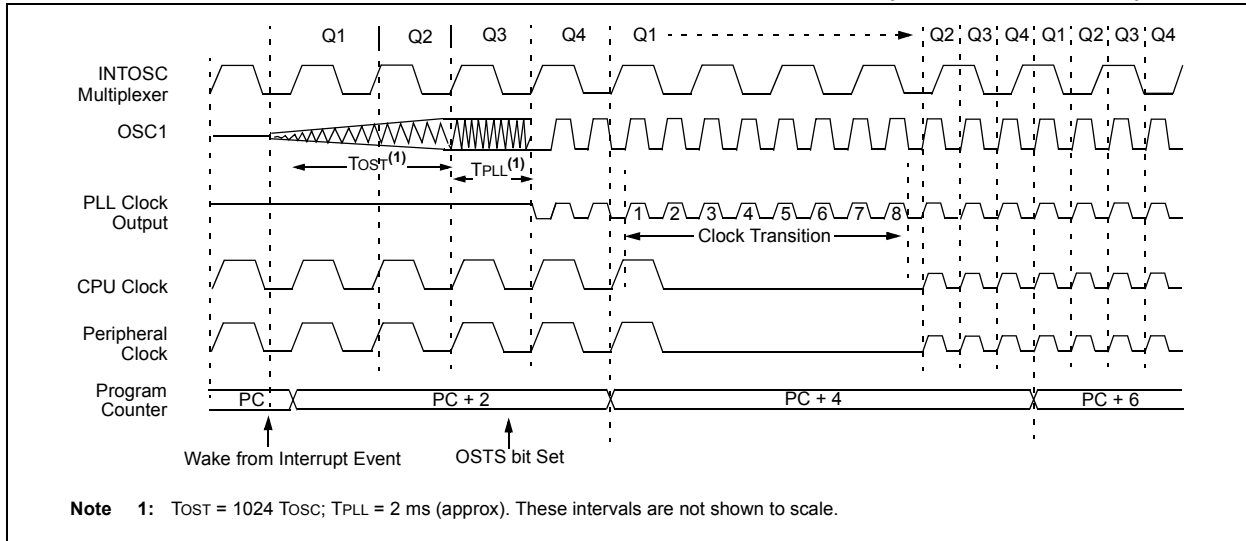 Q1 Q2 Q3 Q4 Q1 Q2 Q3 Q4 Q1 Q2 Q3 Q4
INTOSC
Multiplexer
OSC1
TOST(1)
TPLL(1)
PLL Clock
Output
1 2 3 4 5 6 7 8
Clock Transition
CPU Clock
Peripheral
Clock
Program
Counter
PC PC + 2 PC + 4 PC + 6
Wake from Interrupt Event OSTS bit Set
Note 1: TOST = 1024 TOSC; TPLL = 2 ms (approx). These intervals are not shown to scale.